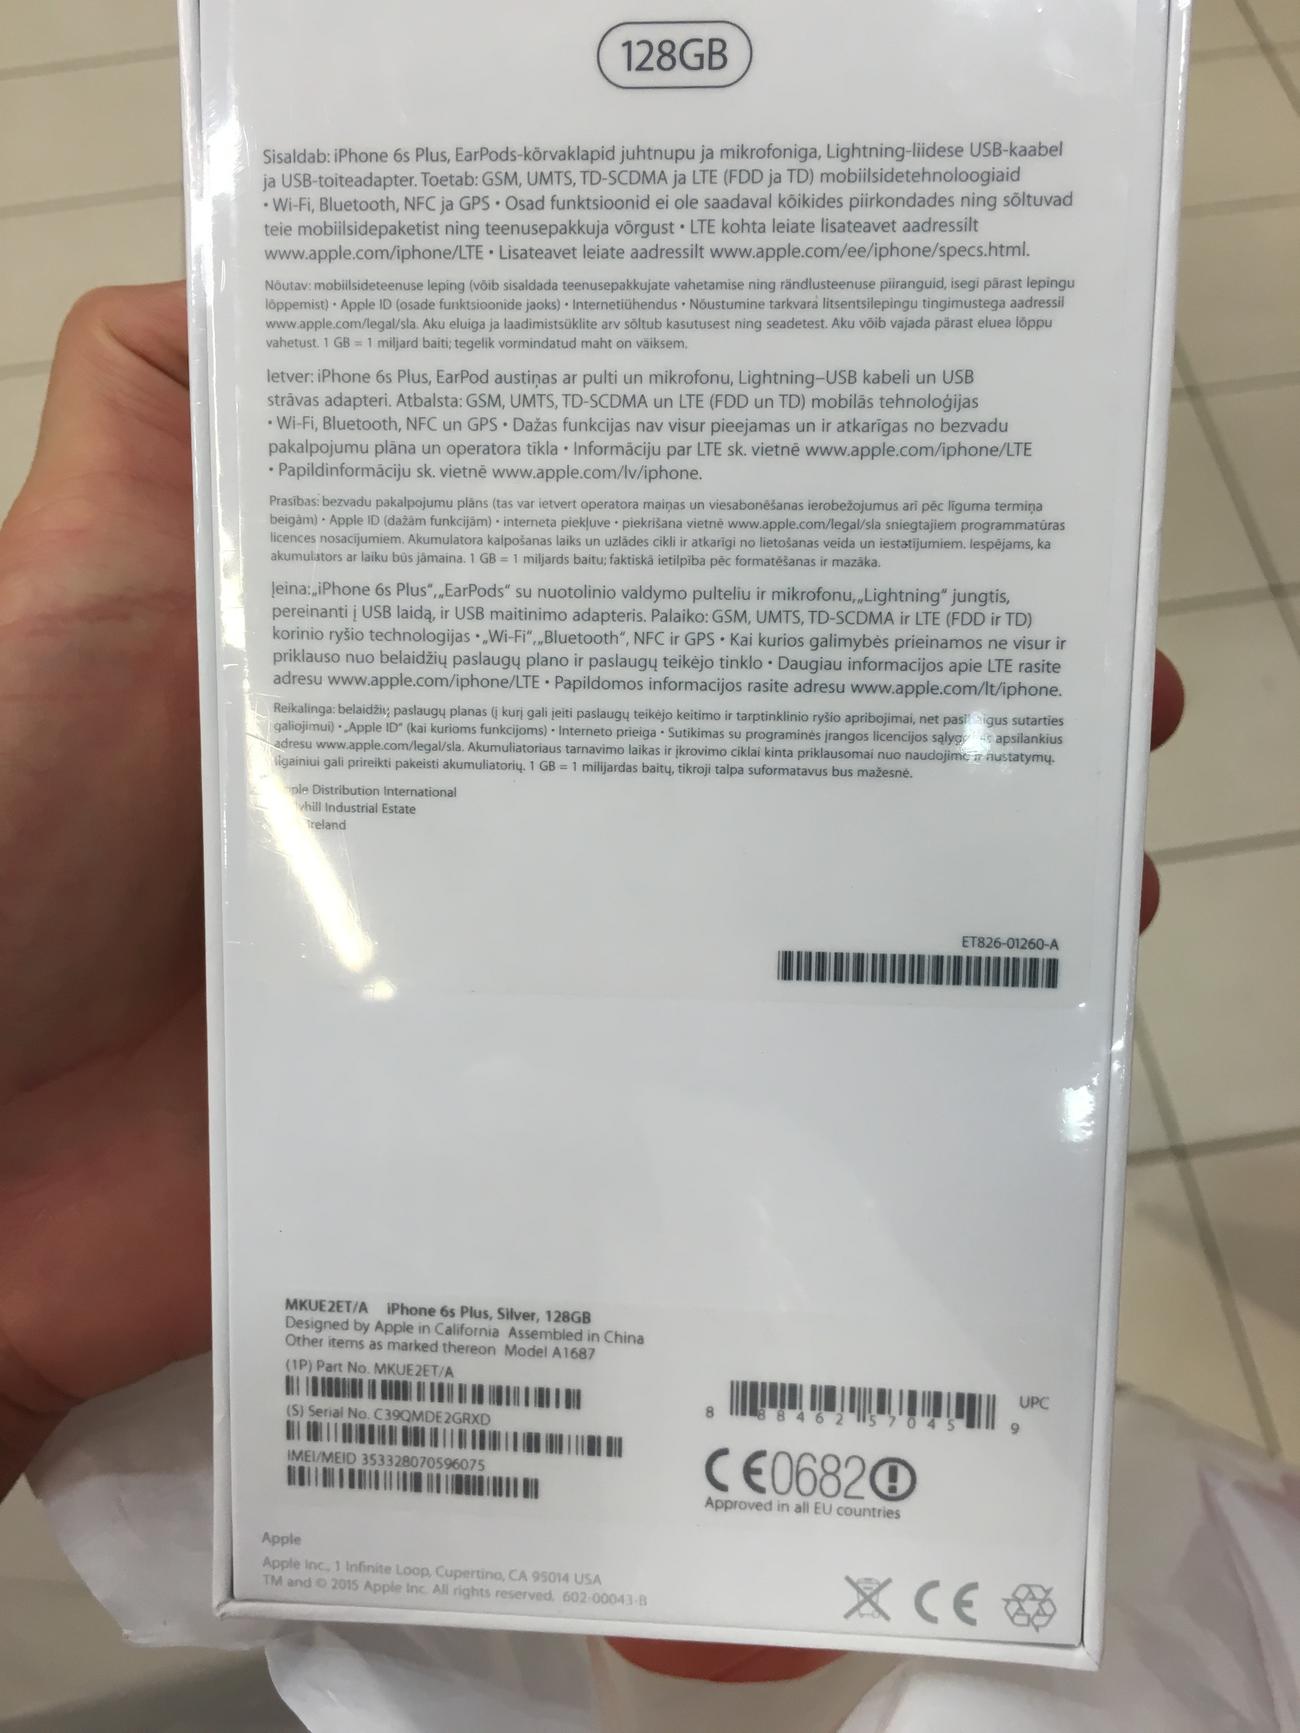 128GB
Sisaldab: iPhone 6s Plus, EarPods-kõrvaklapid juhtnupu ja mikrofoniga, Lightning-liidese USB-kaabel
ja USB-toiteadapter. Toetab: GSM, UMTS, TD-SCDMA ja LTE (FDD ja TD) mobiilsidetehnoloogiaid
• Wi-Fi, Bluetooth, NFC ja GPS • Osad funktsioonid ei ole saadaval kõikides piirkondades ning sõltuvad
teie mobiilsidepaketist ning teenusepakkuja võrgust • LTE kohta leiate lisateavet aadressilt
www.apple.com/iphone/LTE • Lisateavet leiate aadressilt www.apple.com/ee/iphone/specs.html.
Nõutav: mobiilsideteenuse leping (võib sisaldada teenusepakkujate vahetamise ning rändlusteenuse piiranguid, isegi pärast lepingu
lõppemist) • Apple ID (osade funktsioonide jaoks) • Internetiühendus • Nõustumine tarkvara litsentsilepingu tingimustega aadressil
www.apple.com/legal/sla. Aku eluiga ja laadimistsüklite arv sõltub kasutusest ning seadetest. Aku võib vajada pärast eluea lõppu
vahetust. 1 GB = 1 miljard baiti; tegelik vormindatud maht on väiksem.
Ietver: iPhone 6s Plus, EarPod austiņas ar pulti un mikrofonu, Lightning–USB kabeli un USB
strāvas adapteri. Atbalsta: GSM, UMTS, TD-SCDMA un LTE (FDD un TD) mobilās tehnoloģijas
• Wi-Fi, Bluetooth, NFC un GPS • Dažas funkcijas nav visur pieejamas un ir atkarīgas no bezvadu
pakalpojumu plāna un operatora tīkla • Informāciju par LTE sk. vietnē www.apple.com/iphone/LTE
• Papildinformāciju sk. vietnē www.apple.com/lv/iphone.
Prasības: bezvadu pakalpojumu plāns (tas var ietvert operatora maiņas un viesabonēšanas ierobežojumus arī pēc līguma termiņa
beigām) • Apple ID (dažām funkcijām) • interneta piekļuve • piekrišana vietnē www.apple.com/legal/sla sniegtajiem programmatūras
licences nosacījumiem. Akumulatora kalpošanas laiks un uzlādes cikli ir atkarīgi no lietošanas veida un iestatījumiem. Iespējams, ka
akumulators ar laiku būs jāmaina. 1 GB = 1 miljards baitu; faktiskā ietilpība pēc formatēšanas ir mazāka.
Įeina: „iPhone 6s Plus“, „EarPods“ su nuotolinio valdymo pulteliu ir mikrofonu, „Lightning“ jungtis,
pereinanti į USB laidą, ir USB maitinimo adapteris. Palaiko: GSM, UMTS, TD-SCDMA ir LTE (FDD ir TD)
korinio ryšio technologijas • „Wi-Fi“, „Bluetooth“, NFC ir GPS • Kai kurios galimybės prieinamos ne visur ir
priklauso nuo belaidžių paslaugų plano ir paslaugų teikėjo tinklo • Daugiau informacijos apie LTE rasite
adresu www.apple.com/iphone/LTE • Papildomos informacijos rasite adresu www.apple.com/lt/iphone.
Reikalinga: belaidžių paslaugų planas (į kurį gali įeiti paslaugų teikėjo keitimo ir tarptinklinio ryšio apribojimai, net pasibaigus sutarties
galiojimui) • „Apple ID“ (kai kurioms funkcijoms) • Interneto prieiga • Sutikimas su programinės įrangos licencijos sąlygomis apsilankius
adresu www.apple.com/legal/sla. Akumuliatoriaus tarnavimo laikas ir įkrovimo ciklai kinta priklausomai nuo naudojimo ir nustatymų.
Ilgainiui gali prireikti pakeisti akumuliatorių. 1 GB = 1 milijardas baitų, tikroji talpa suformatavus bus mažesnė.
Apple Distribution International
Industrial Estate
Ireland
ET826-01260-A
MKUE2ET/A iPhone 6s Plus, Silver, 128GB
Designed by Apple in California Assembled in China
Other items as marked thereon Model A1687
(1P) Part No. MKUE2ET/A
(S) Serial No. C39QMDE2GRXD
IMEI/MEID 353328070596075
UPC
8 88462 57045 9
CE0682
Approved in all EU countries
Apple
Apple Inc., 1 Infinite Loop, Cupertino, CA 95014 USA
TM and © 2015 Apple Inc. All rights reserved. 602-00043-B
CE